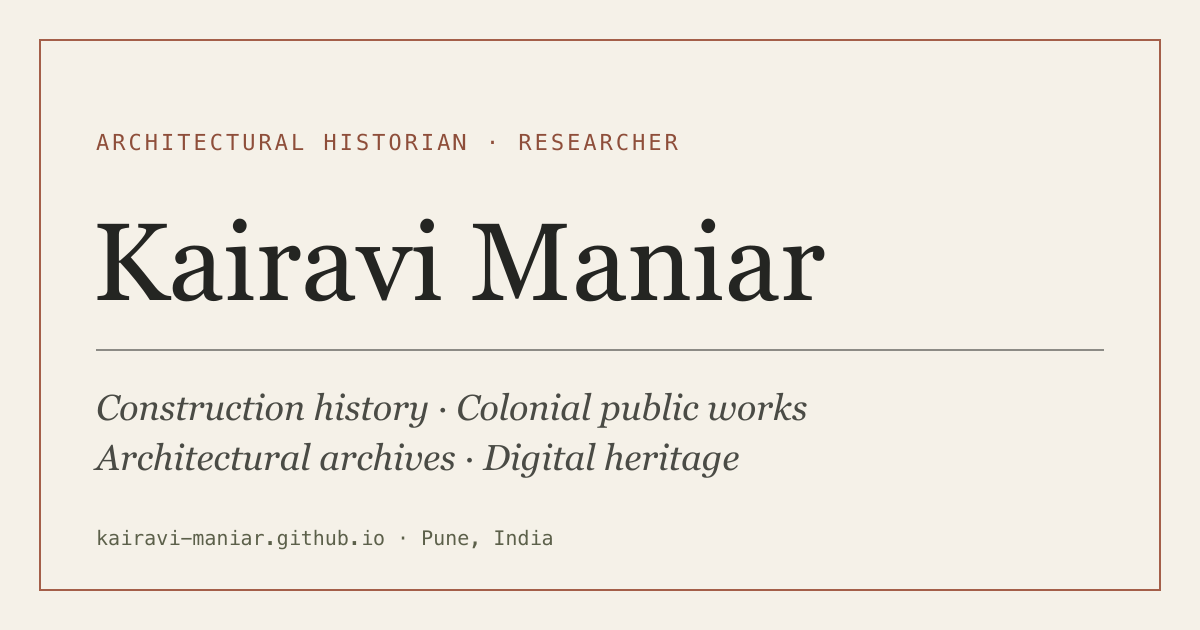 ARCHITECTURAL HISTORIAN · RESEARCHER
Kairavi Maniar
Construction history · Colonial public works
Architectural archives · Digital heritage
kairavi-maniar.github.io · Pune, India